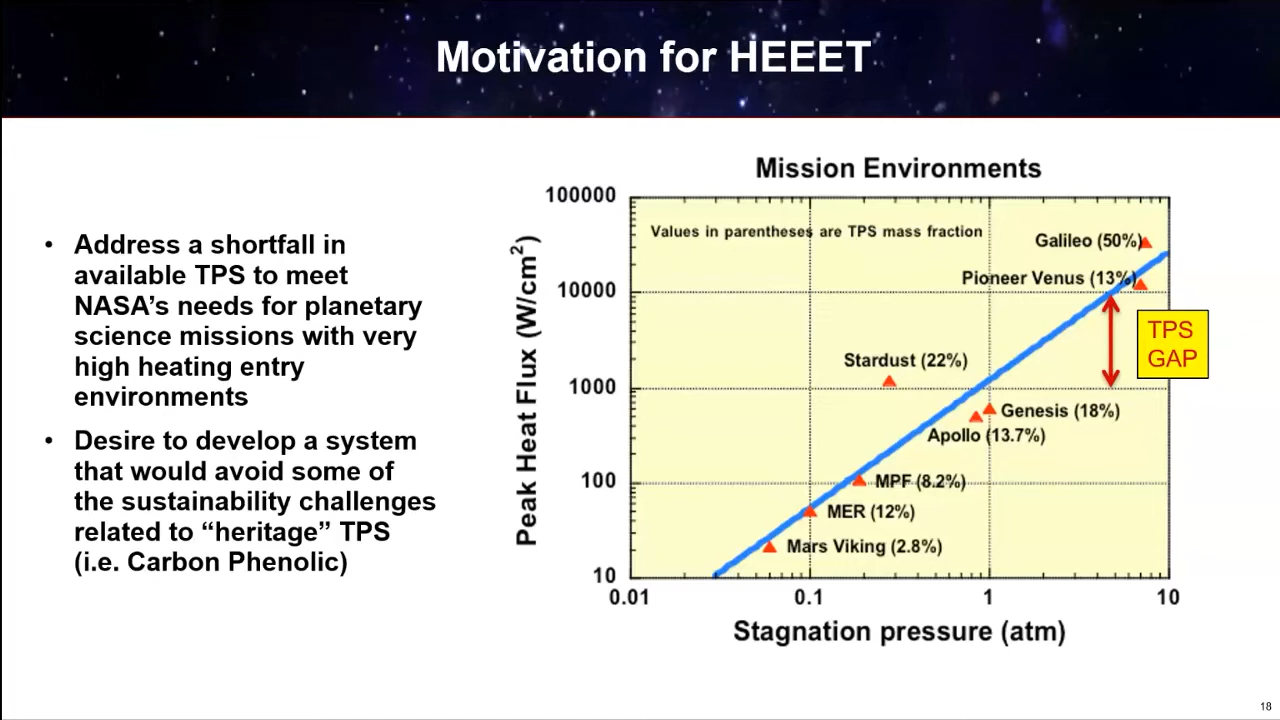 Motivation for HEEET
• Address a shortfall in
available TPS to meet
NASA’s needs for planetary
science missions with very
high heating entry
environments
• Desire to develop a system
that would avoid some of
the sustainability challenges
related to “heritage” TPS
(i.e. Carbon Phenolic)
Mission Environments
Peak Heat Flux (W/cm²)
100000
10000
1000
100
10
Values in parentheses are TPS mass fraction
Galileo (50%)
Pioneer Venus (13%)
TPS
GAP
Stardust (22%)
Genesis (18%)
Apollo (13.7%)
MPF (8.2%)
MER (12%)
Mars Viking (2.8%)
0.01
0.1
1
10
Stagnation pressure (atm)
18